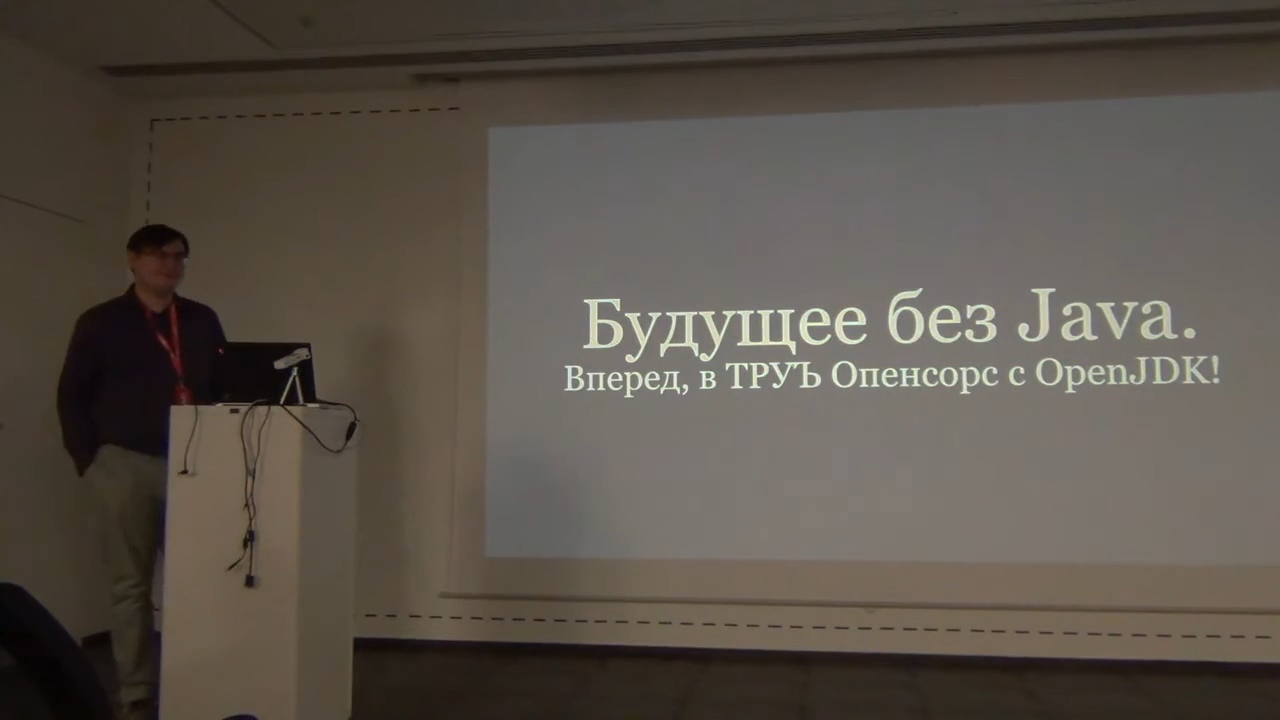 Будущее без Java.
Вперед, в ТРУЪ Опенсорс с OpenJDK!